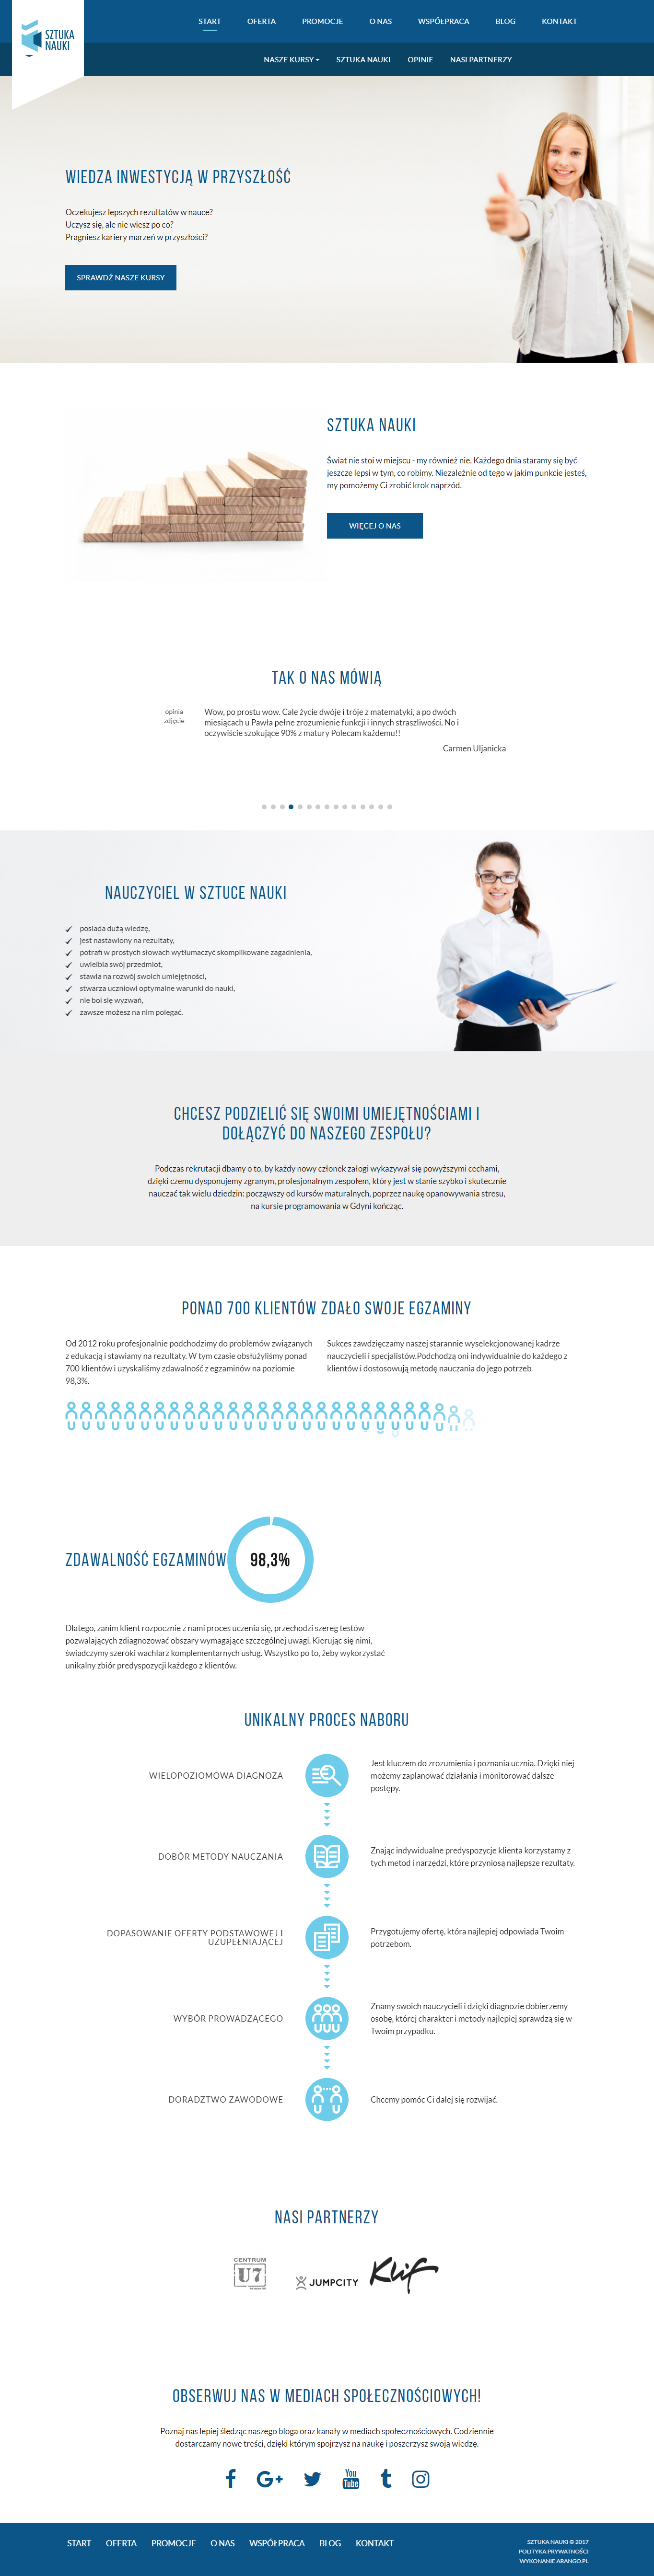 SZTUKA
NAUKI
START OFERTA PROMOCJE O NAS WSPÓŁPRACA BLOG KONTAKT
NASZE KURSY SZTUKA NAUKI OPINIE NASI PARTNERZY
WIEDZA INWESTYCJĄ W PRZYSZŁOŚĆ
Oczekujesz lepszych rezultatów w nauce?
Uczysz się, ale nie wiesz po co?
Pragniesz kariery marzeń w przyszłości?
SPRAWDŹ NASZE KURSY
SZTUKA NAUKI
Świat nie stoi w miejscu - my również nie. Każdego dnia staramy się być
jeszcze lepsi w tym, co robimy. Niezależnie od tego w jakim punkcie jesteś,
my pomożemy Ci zrobić krok naprzód.
WIĘCEJ O NAS
TAK O NAS MÓWIĄ
opinia
zdjęcie
Wow, po prostu wow. Cale życie dwóje i tróje z matematyki, a po dwóch
miesiącach u Pawła pełne zrozumienie funkcji i innych straszliwości. No i
oczywiście szokujące 90% z matury Polecam każdemu!!
Carmen Uljanicka
NAUCZYCIEL W SZTUCE NAUKI
posiada dużą wiedzę,
jest nastawiony na rezultaty,
potrafi w prostych słowach wytłumaczyć skomplikowane zagadnienia,
uwielbia swój przedmiot,
stawia na rozwój swoich umiejętności,
stwarza uczniowi optymalne warunki do nauki,
nie boi się wyzwań,
zawsze możesz na nim polegać.
CHCESZ PODZIELIĆ SIĘ SWOIMI UMIEJĘTNOŚCIAMI I
DOŁĄCZYĆ DO NASZEGO ZESPOŁU?
Podczas rekrutacji dbamy o to, by każdy nowy członek załogi wykazywał się powyższymi cechami,
dzięki czemu dysponujemy zgranym, profesjonalnym zespołem, który jest w stanie szybko i skutecznie
nauczać tak wielu dziedzin: począwszy od kursów maturalnych, poprzez naukę opanowywania stresu,
na kursie programowania w Gdyni kończąc.
PONAD 700 KLIENTÓW ZDAŁO SWOJE EGZAMINY
Od 2012 roku profesjonalnie podchodzimy do problemów związanych
z edukacją i stawiamy na rezultaty. W tym czasie obsłużyliśmy ponad
700 klientów i uzyskaliśmy zdawalność z egzaminów na poziomie
98,3%.
Sukces zawdzięczamy naszej starannie wyselekcjonowanej kadrze
nauczycieli i specjalistów.Podchodzą oni indywidualnie do każdego z
klientów i dostosowują metodę nauczania do jego potrzeb
ZDAWALNOŚĆ EGZAMINÓW
98,3%
Dlatego, zanim klient rozpocznie z nami proces uczenia się, przechodzi szereg testów
pozwalających zdiagnozować obszary wymagające szczególnej uwagi. Kierując się nimi,
świadczymy szeroki wachlarz komplementarnych usług. Wszystko po to, żeby wykorzystać
unikalny zbiór predyspozycji każdego z klientów.
UNIKALNY PROCES NABORU
WIELOPOZIOMOWA DIAGNOZA
Jest kluczem do zrozumienia i poznania ucznia. Dzięki niej
możemy zaplanować działania i monitorować dalsze
postępy.
DOBÓR METODY NAUCZANIA
Znając indywidualne predyspozycje klienta korzystamy z
tych metod i narzędzi, które przyniosą najlepsze rezultaty.
DOPASOWANIE OFERTY PODSTAWOWEJ I
UZUPEŁNIAJĄCEJ
Przygotujemy ofertę, która najlepiej odpowiada Twoim
potrzebom.
WYBÓR PROWADZĄCEGO
Znamy swoich nauczycieli i dzięki diagnozie dobierzemy
osobę, której charakter i metody najlepiej sprawdzą się w
Twoim przypadku.
DORADZTWO ZAWODOWE
Chcemy pomóc Ci dalej się rozwijać.
NASI PARTNERZY
CENTRUM
U7
JUMPCITY
Klif
OBSERWUJ NAS W MEDIACH SPOŁECZNOŚCIOWYCH!
Poznaj nas lepiej śledząc naszego bloga oraz kanały w mediach społecznościowych. Codziennie
dostarczamy nowe treści, dzięki którym spojrzysz na naukę i poszerzysz swoją wiedzę.
You
Tube
START OFERTA PROMOCJE O NAS WSPÓŁPRACA BLOG KONTAKT
SZTUKA NAUKI © 2017
POLITYKA PRYWATNOŚCI
WYKONANIE ARANGO.PL